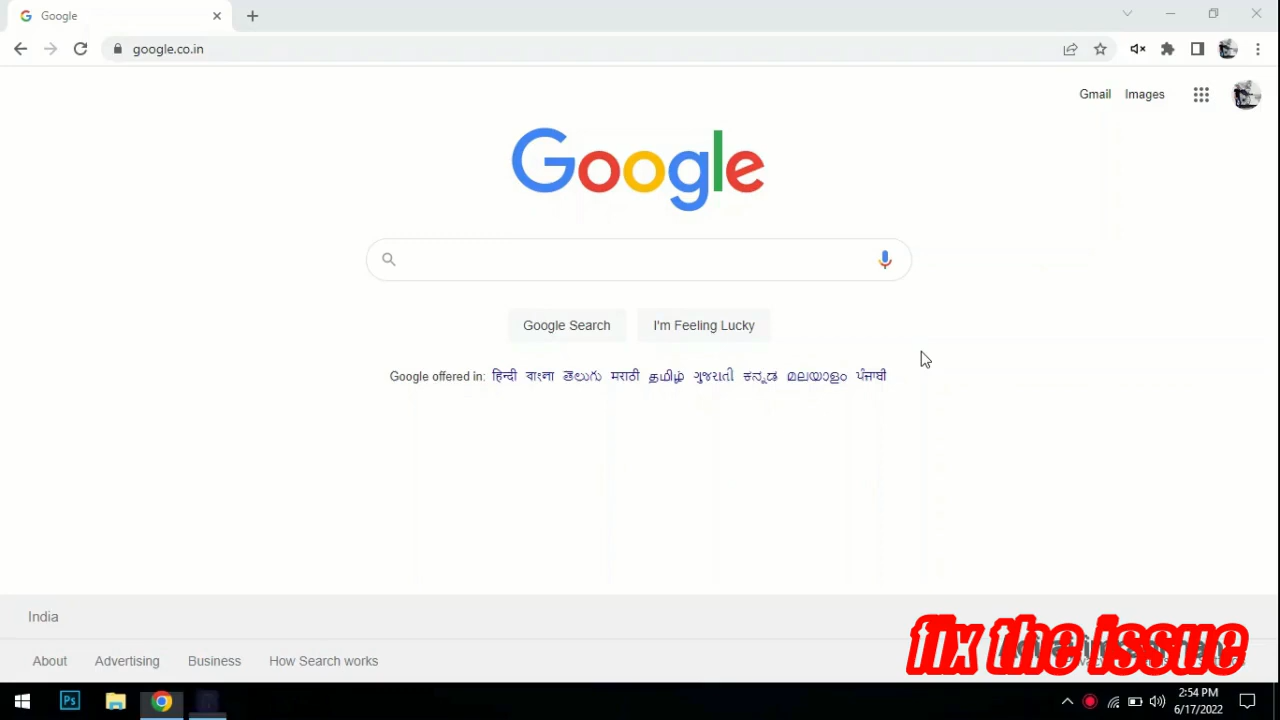 Google
google.co.in
Gmail Images
Google
Google Search I'm Feeling Lucky
Google offered in: हिन्दी বাংলা తెలుగు मराठी தமிழ் ગુજરાતી ಕನ್ನಡ മലയാളം ਪੰਜਾਬੀ
India
fix the issue
About Advertising Business How Search works
Ps
2:54 PM
6/17/2022